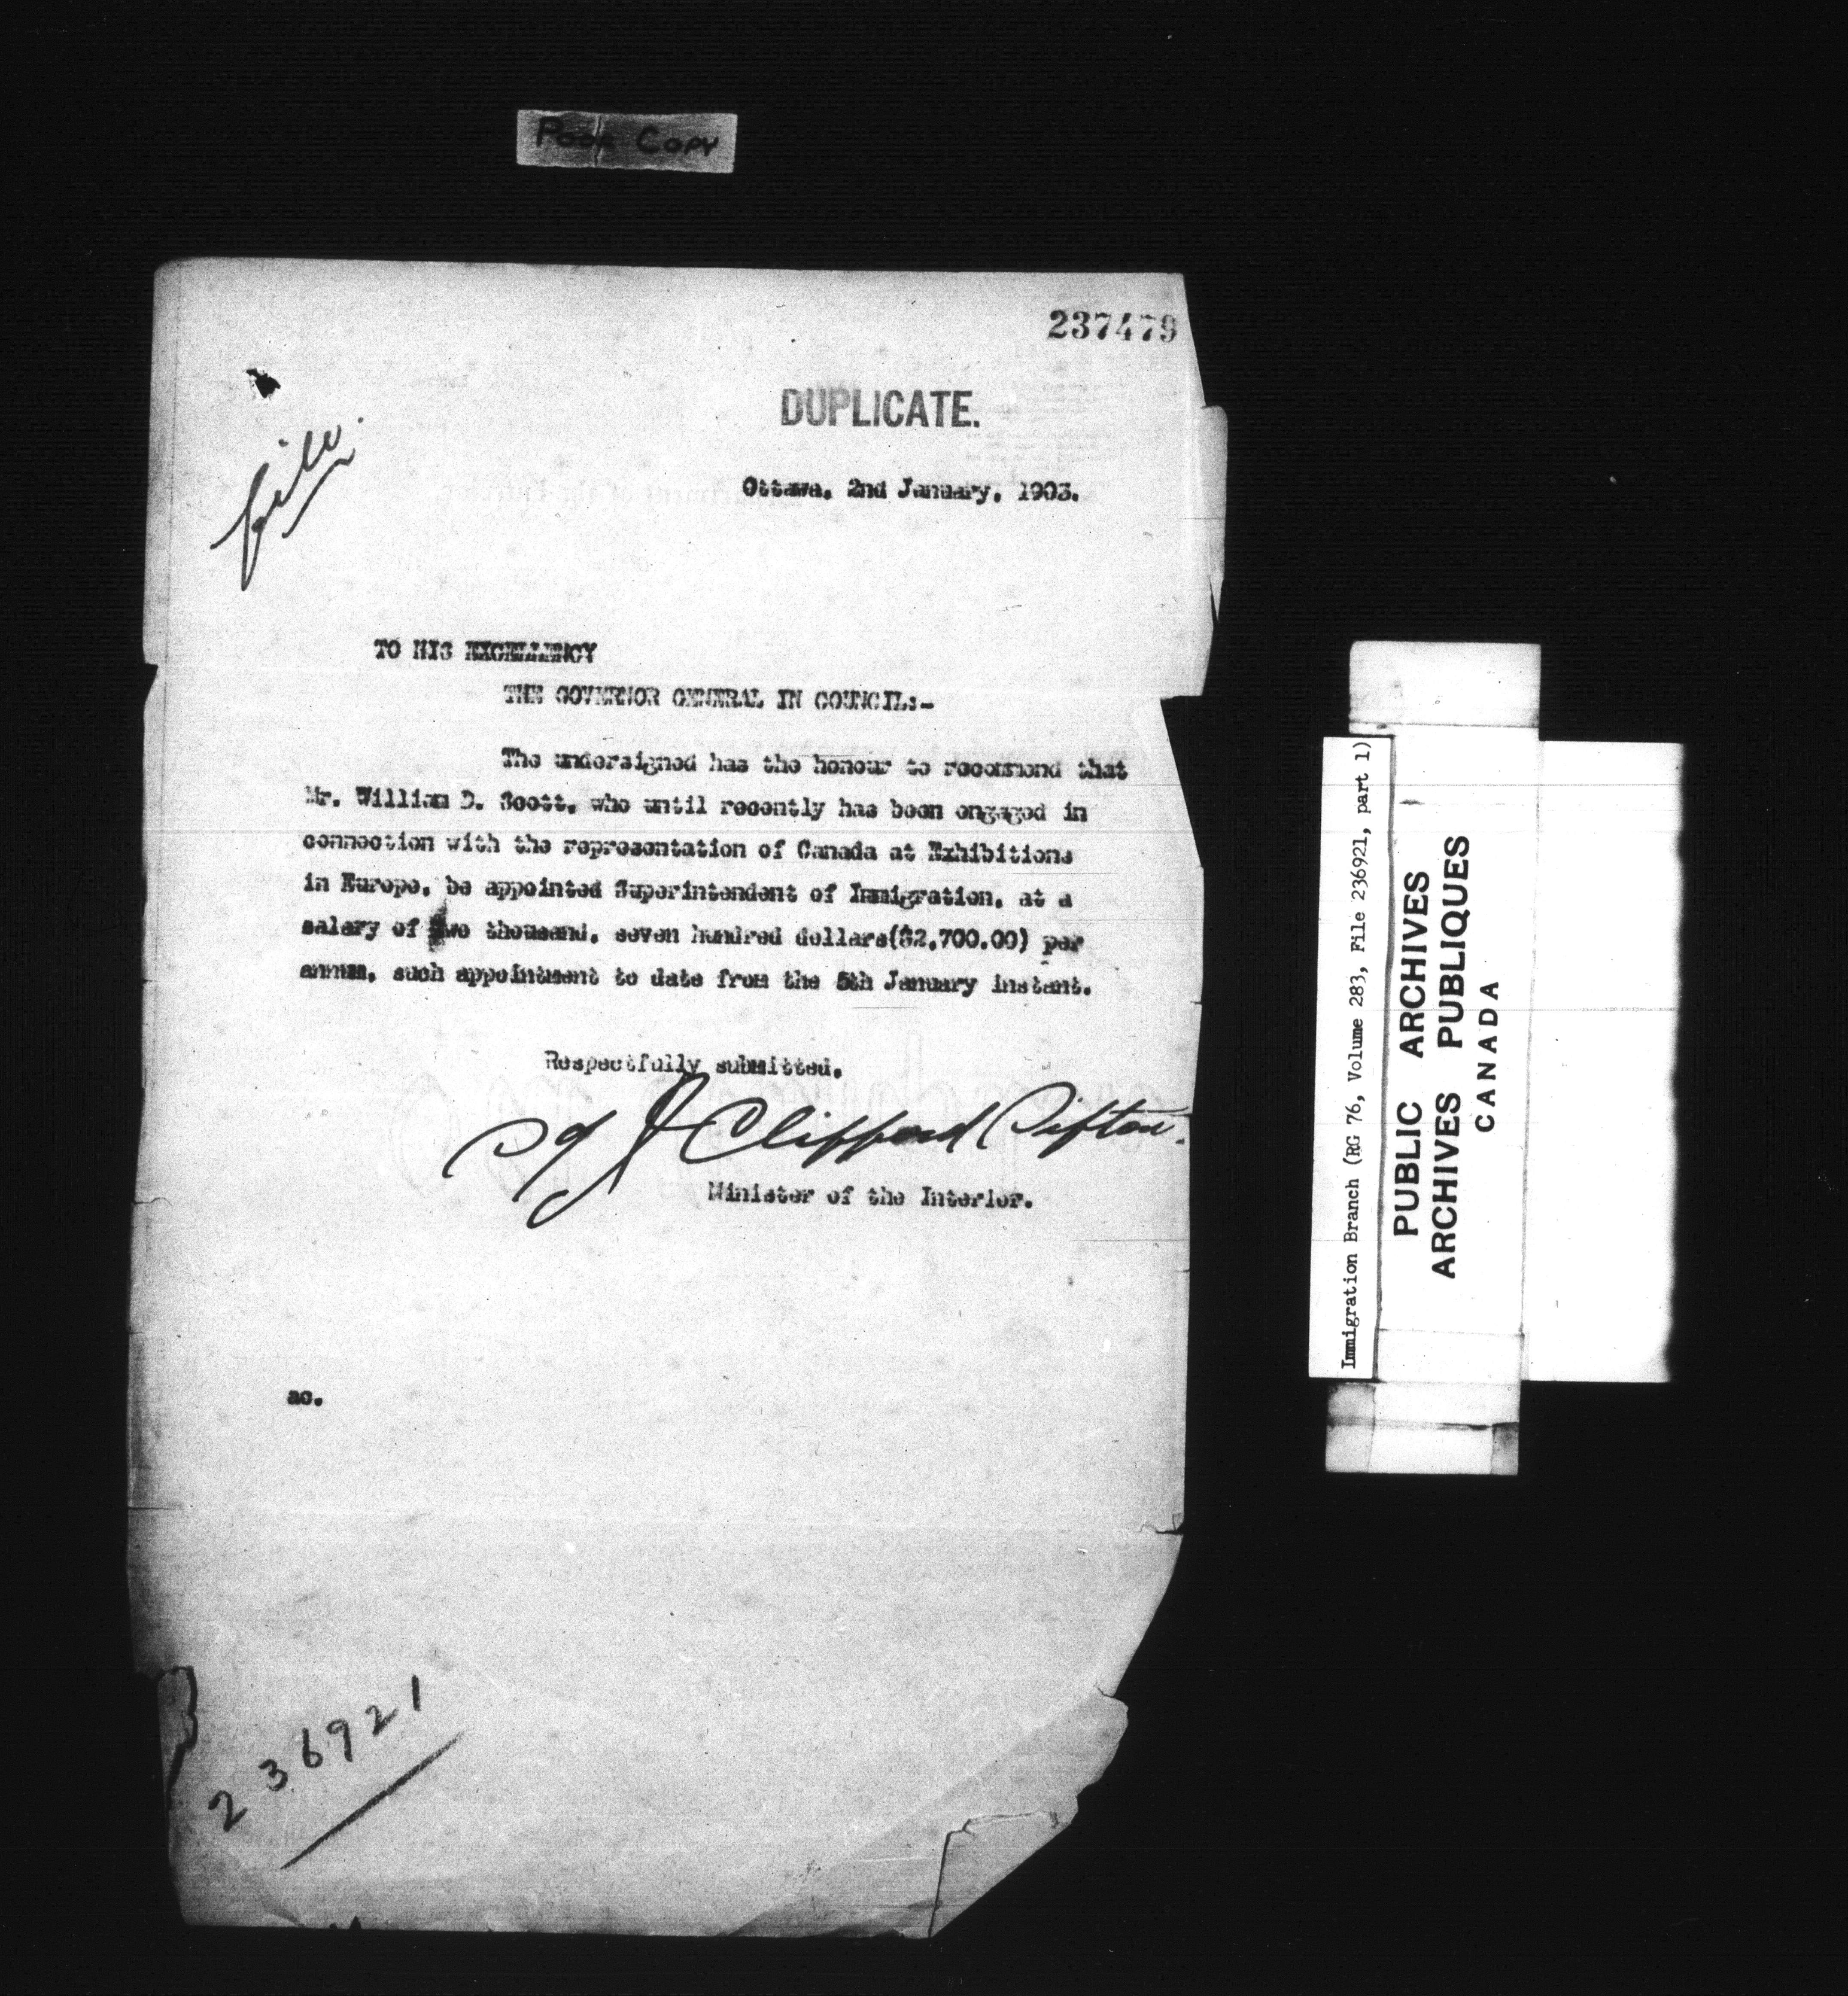 Poor Copy
237479
DUPLICATE.
file.
Ottawa, 2nd January, 1903.
TO HIS EXCELLENCY
THE GOVERNOR GENERAL IN COUNCIL:-
The undersigned has the honour to recommend that
Mr. William D. Scott, who until recently has been engaged in
connection with the representation of Canada at Exhibitions
in Europe, be appointed Superintendent of Immigration, at a
salary of two thousand, seven hundred dollars($2,700.00) per
annum, such appointment to date from the 5th January instant.
Respectfully submitted,
Clifford Sifton.
Minister of the Interior.
ac.
236921
Immigration Branch (RG 76, Volume 283, File 236921, part 1)
PUBLIC ARCHIVES
ARCHIVES PUBLIQUES
CANADA